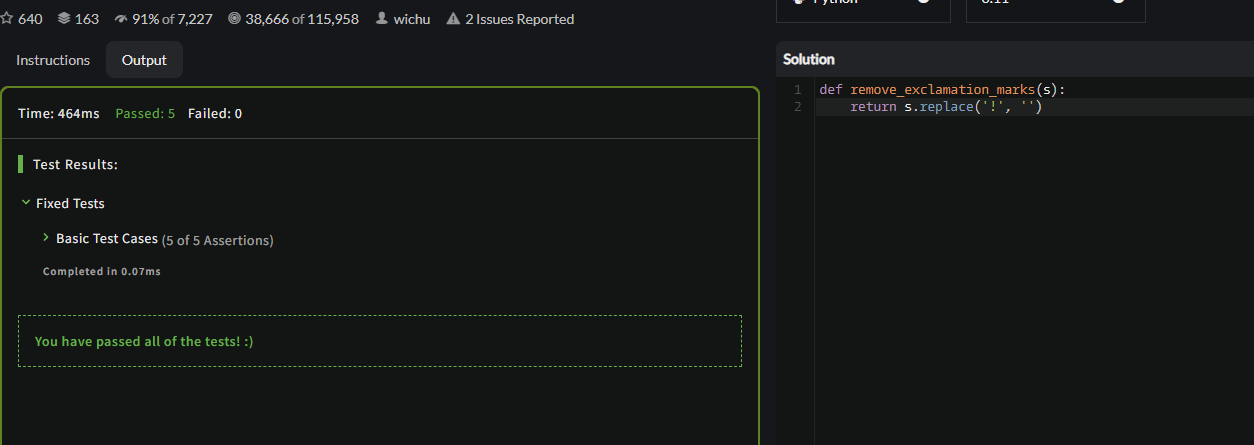 640 163 91% of 7,227 38,666 of 115,958 wichu 2 Issues Reported
Python
Instructions Output
Time: 464ms Passed: 5 Failed: 0
Test Results:
Fixed Tests
Basic Test Cases (5 of 5 Assertions)
Completed in 0.07ms
You have passed all of the tests! :)
Solution
1 def remove_exclamation_marks(s):
2 return s.replace('!', '')